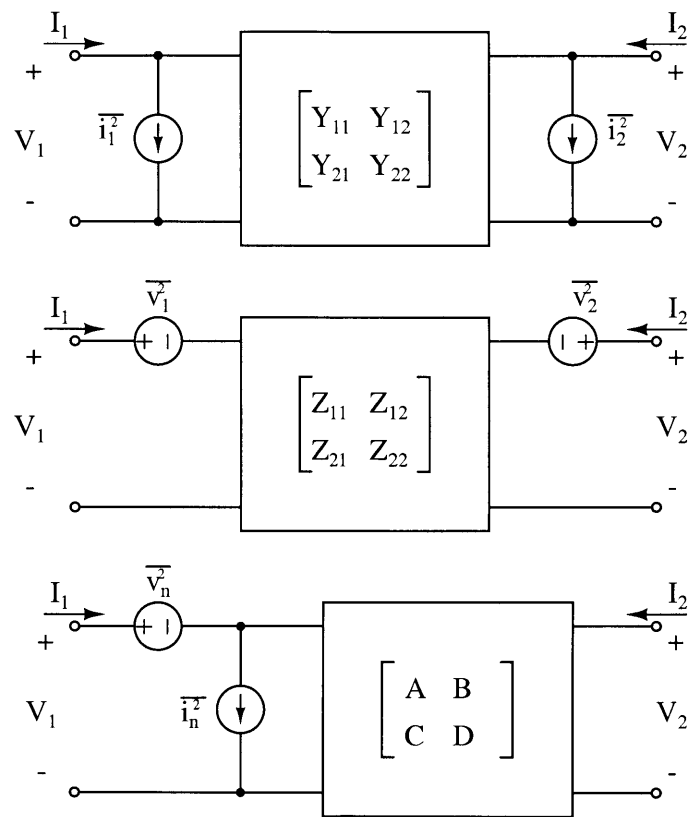 I₁ I₂
+ +
V₁ i₁² [Y₁₁ Y₁₂ i₂² V₂
Y₂₁ Y₂₂]
- -
I₁ v₁² v₂² I₂
+ + - - + +
V₁ [Z₁₁ Z₁₂ V₂
Z₂₁ Z₂₂]
- -
I₁ vₙ² I₂
+ + - +
V₁ iₙ² [A B V₂
C D]
- -